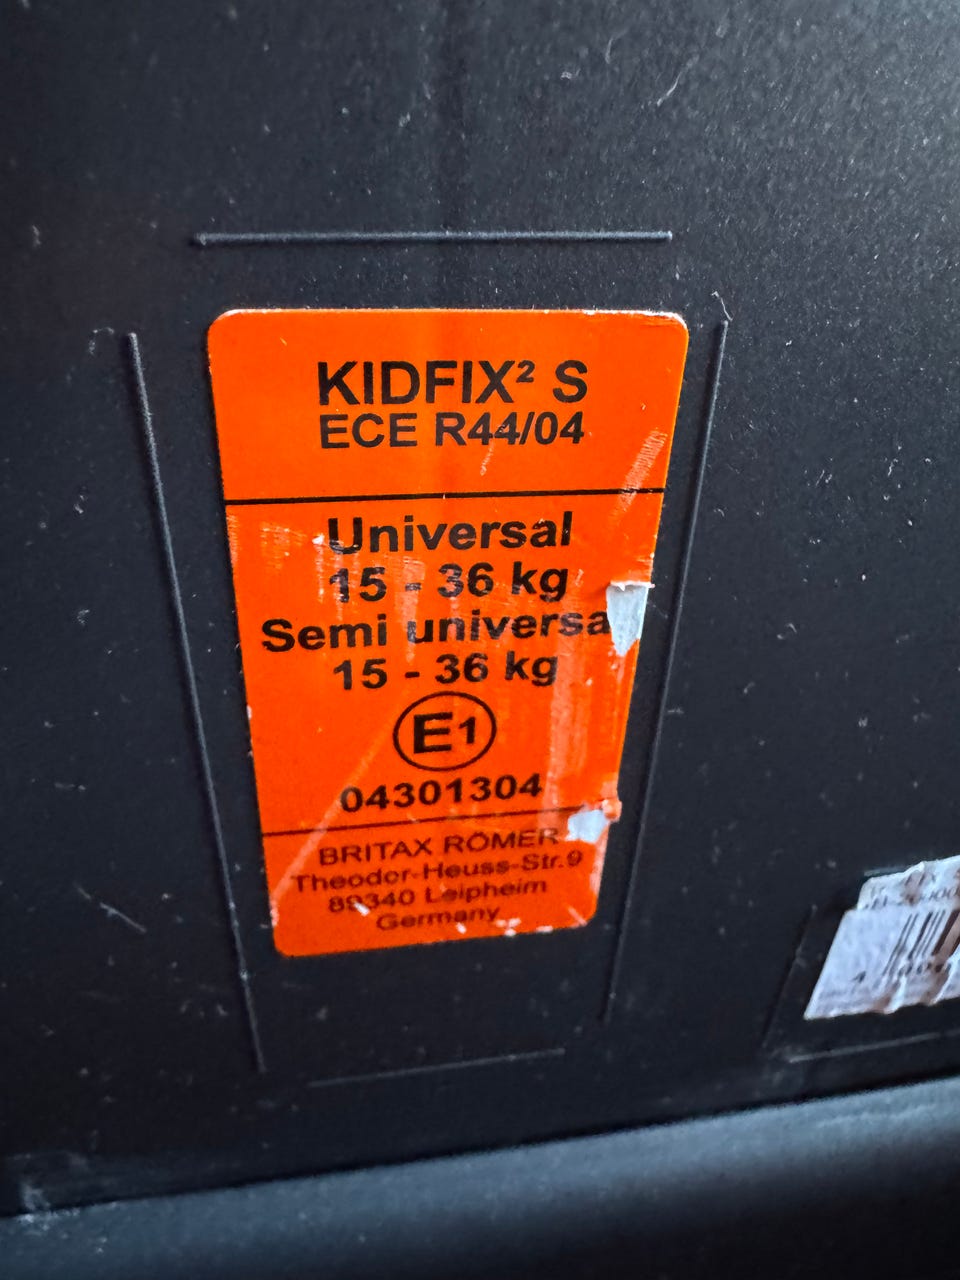 KIDFIX² S
ECE R44/04
Universal
15 - 36 kg
Semi universa
15 - 36 kg
E1
04301304
BRITAX RÖMER
Theodor-Heuss-Str.9
89340 Leipheim
Germany